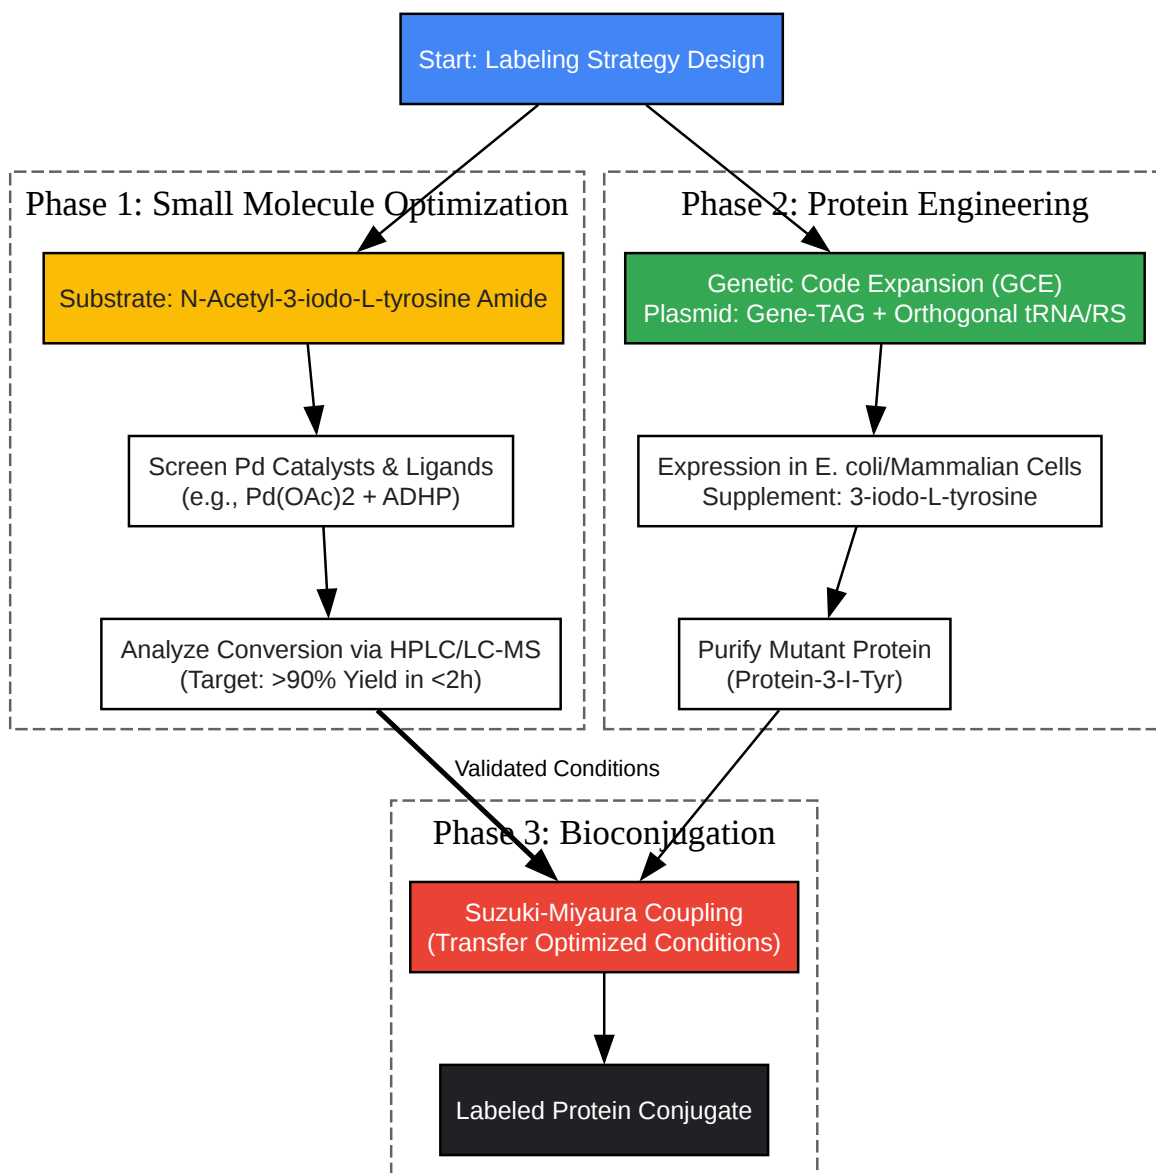 Start: Labeling Strategy Design
Phase 1: Small Molecule Optimization
Substrate: N-Acetyl-3-iodo-L-tyrosine Amide
Screen Pd Catalysts & Ligands
(e.g., Pd(OAc)2 + ADHP)
Analyze Conversion via HPLC/LC-MS
(Target: >90% Yield in <2h)
Phase 2: Protein Engineering
Genetic Code Expansion (GCE)
Plasmid: Gene-TAG + Orthogonal tRNA/RS
Expression in E. coli/Mammalian Cells
Supplement: 3-iodo-L-tyrosine
Purify Mutant Protein
(Protein-3-I-Tyr)
Validated Conditions
Phase 3: Bioconjugation
Suzuki-Miyaura Coupling
(Transfer Optimized Conditions)
Labeled Protein Conjugate